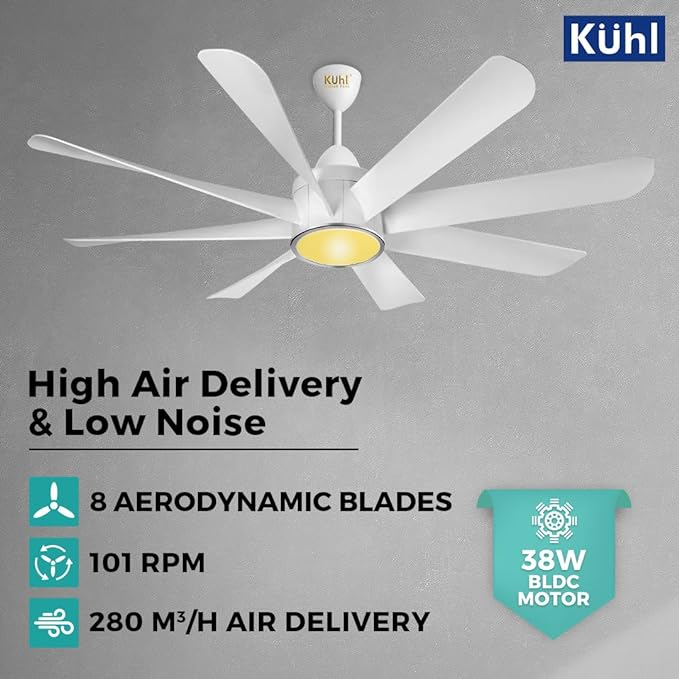 Kühl
KÜhl
High Air Delivery
& Low Noise
8 AERODYNAMIC BLADES
101 RPM
280 M³/H AIR DELIVERY
38W
BLDC
MOTOR